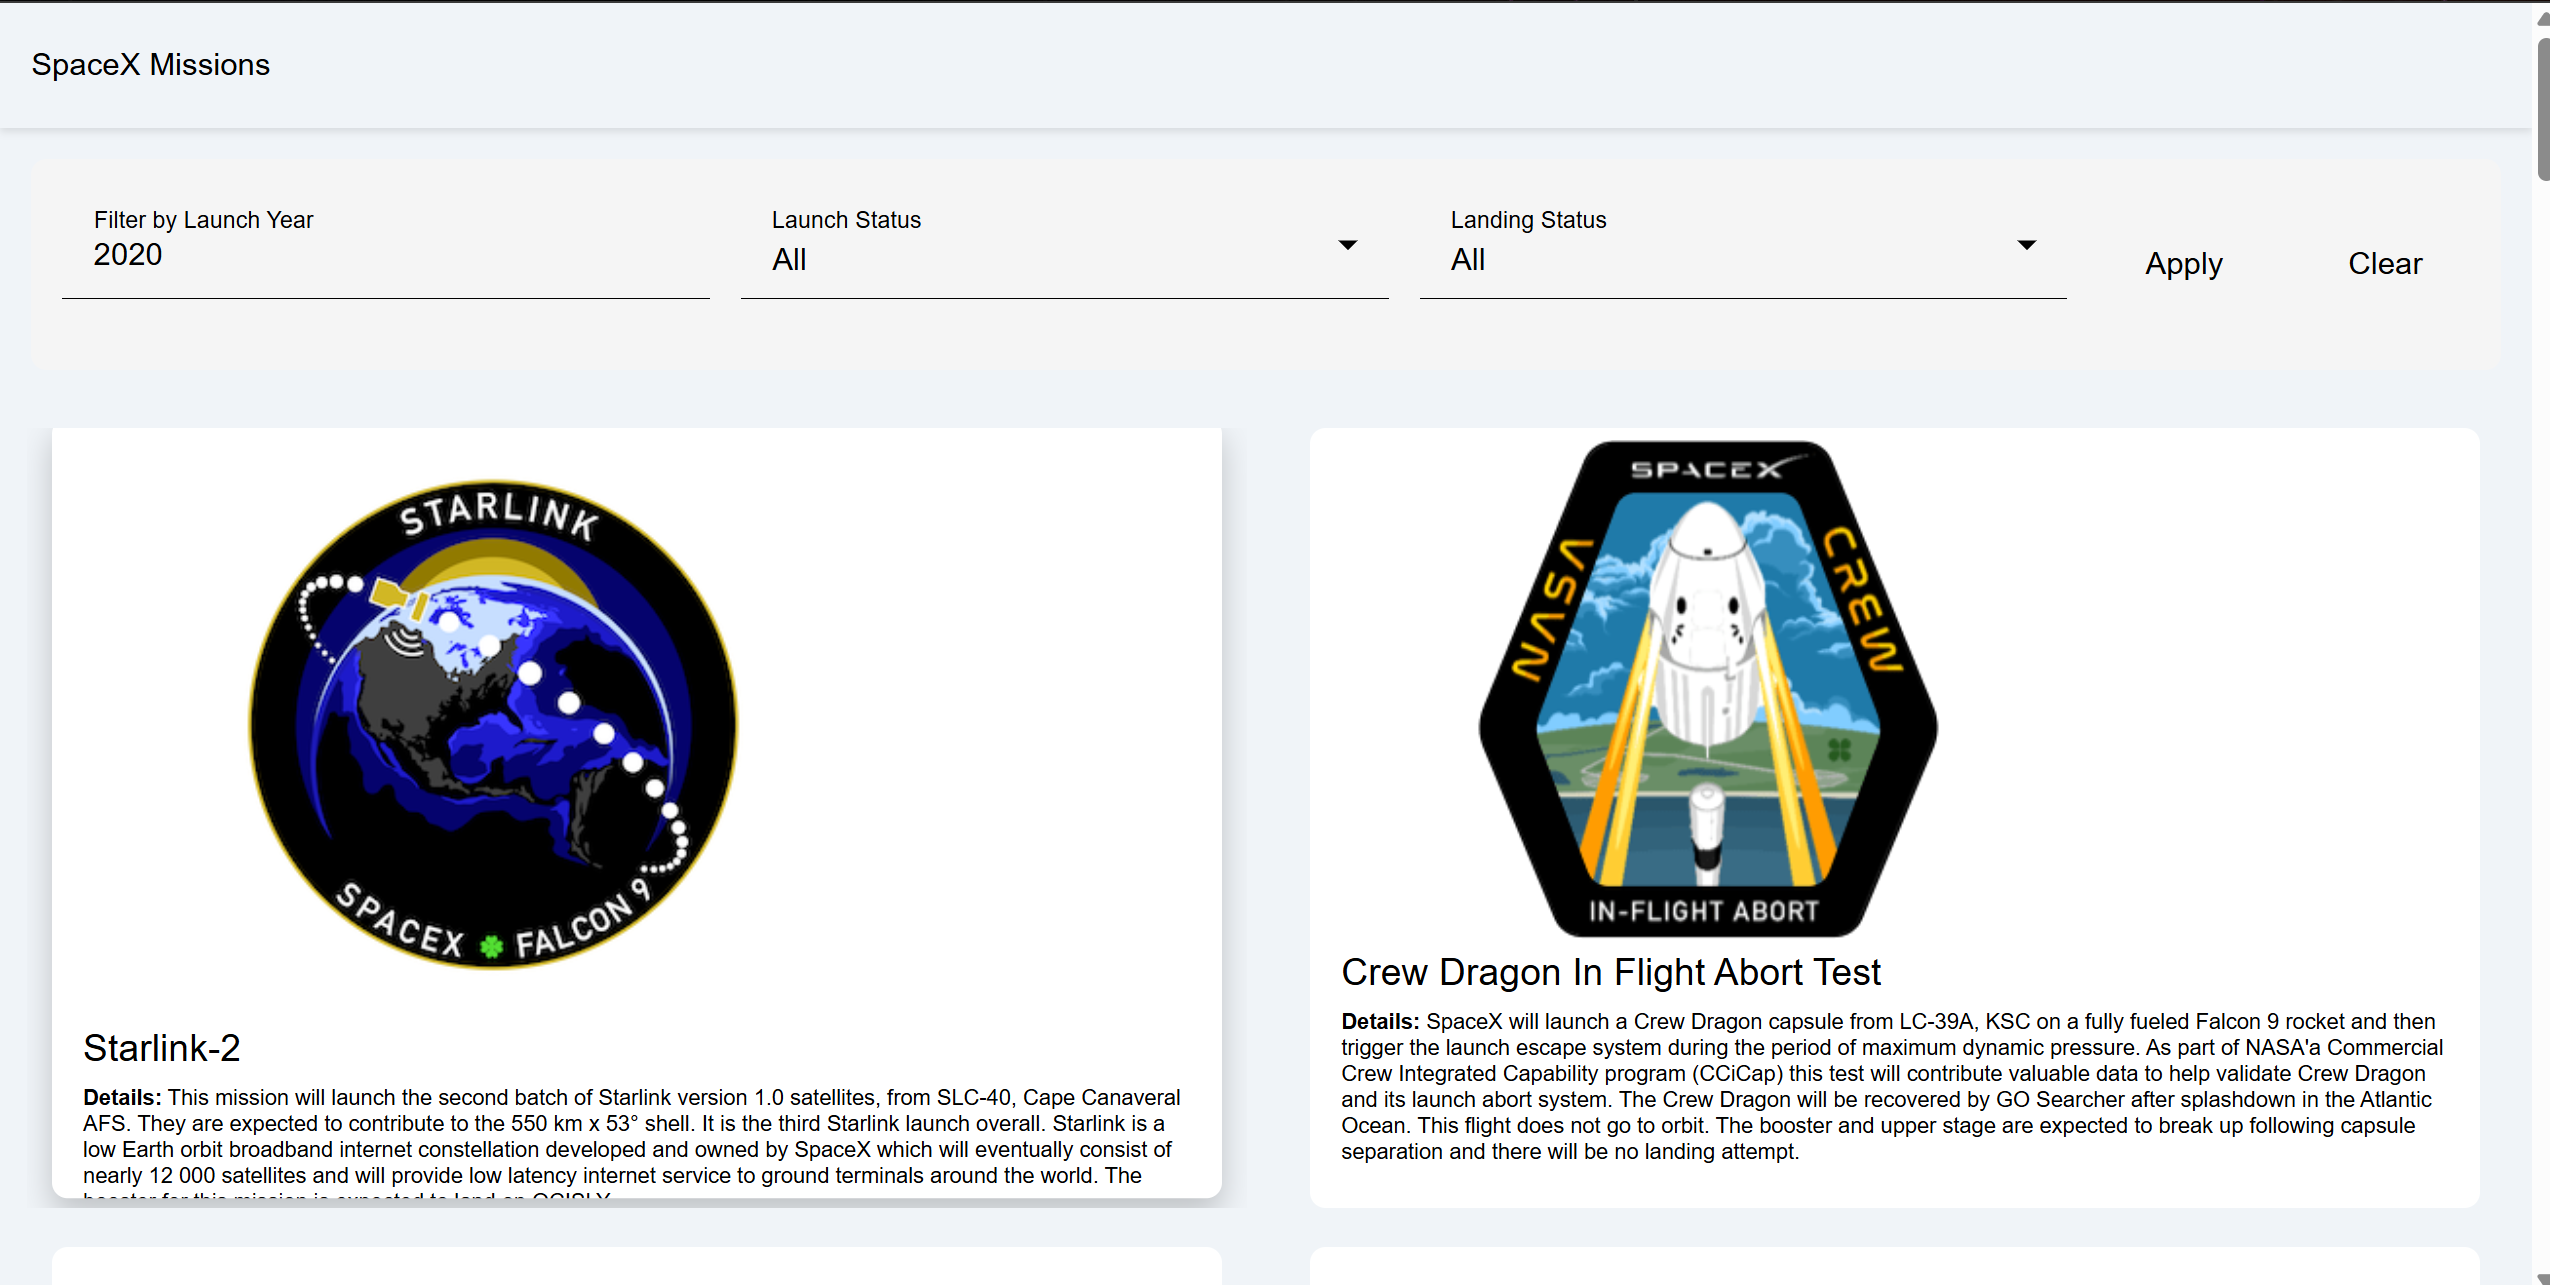 SpaceX Missions
Filter by Launch Year
2020
Launch Status
All
Landing Status
All
Apply
Clear
STARLINK
SPACEX FALCON 9
Starlink-2
Details: This mission will launch the second batch of Starlink version 1.0 satellites, from SLC-40, Cape Canaveral
AFS. They are expected to contribute to the 550 km x 53° shell. It is the third Starlink launch overall. Starlink is a
low Earth orbit broadband internet constellation developed and owned by SpaceX which will eventually consist of
nearly 12 000 satellites and will provide low latency internet service to ground terminals around the world. The
booster for this mission is expected to land on OCISLY.
SPACEX
NASA
CREW
IN-FLIGHT ABORT
Crew Dragon In Flight Abort Test
Details: SpaceX will launch a Crew Dragon capsule from LC-39A, KSC on a fully fueled Falcon 9 rocket and then
trigger the launch escape system during the period of maximum dynamic pressure. As part of NASA'a Commercial
Crew Integrated Capability program (CCiCap) this test will contribute valuable data to help validate Crew Dragon
and its launch abort system. The Crew Dragon will be recovered by GO Searcher after splashdown in the Atlantic
Ocean. This flight does not go to orbit. The booster and upper stage are expected to break up following capsule
separation and there will be no landing attempt.